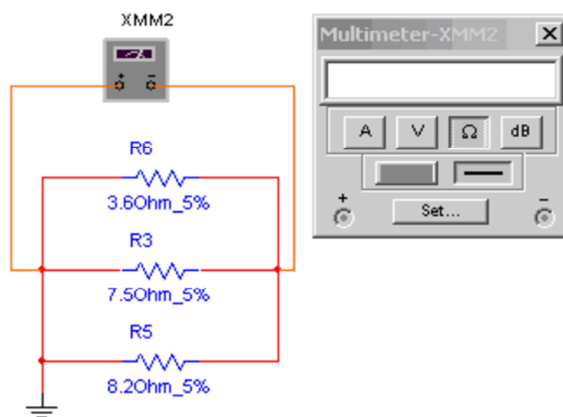 XMM2
Multimeter-XMM2
A V Ω dB
+ −
Set...
+ −
R6
3.6Ohm_5%
R3
7.5Ohm_5%
R5
8.2Ohm_5%